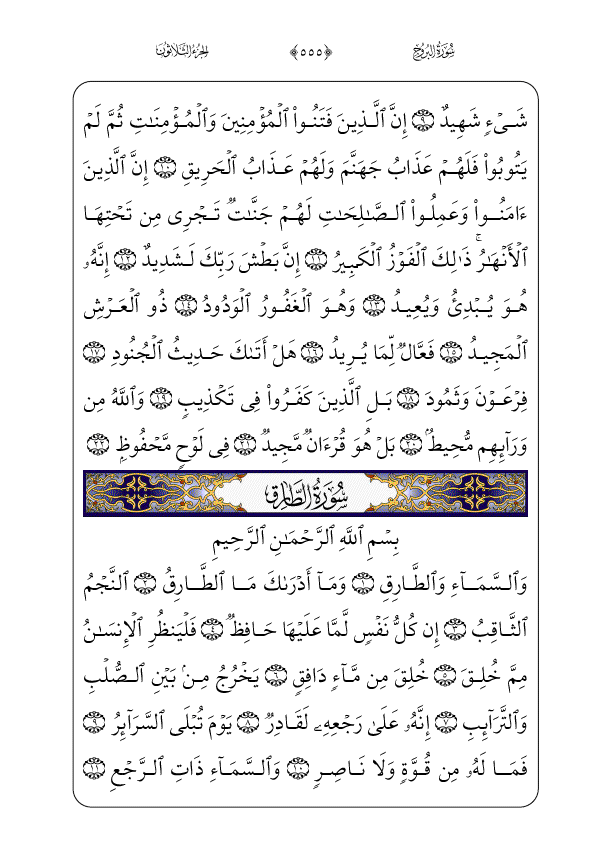 سُورَةُ البُرُوجِ ﴿٥٥٥﴾ الجزءُ الثَّلَاثُونَ
شَىۡءٖ شَهِيدٌ ٩ إِنَّ ٱلَّذِينَ فَتَنُواْ ٱلۡمُؤۡمِنِينَ وَٱلۡمُؤۡمِنَٰتِ ثُمَّ لَمۡ
يَتُوبُواْ فَلَهُمۡ عَذَابُ جَهَنَّمَ وَلَهُمۡ عَذَابُ ٱلۡحَرِيقِ ١٠ إِنَّ ٱلَّذِينَ
ءَامَنُواْ وَعَمِلُواْ ٱلصَّٰلِحَٰتِ لَهُمۡ جَنَّٰتٞ تَجۡرِى مِن تَحۡتِهَا
ٱلۡأَنۡهَٰرُۚ ذَٰلِكَ ٱلۡفَوۡزُ ٱلۡكَبِيرُ ١١ إِنَّ بَطۡشَ رَبِّكَ لَشَدِيدٌ ١٢ إِنَّهُۥ
هُوَ يُبۡدِئُ وَيُعِيدُ ١٣ وَهُوَ ٱلۡغَفُورُ ٱلۡوَدُودُ ١٤ ذُو ٱلۡعَرۡشِ
ٱلۡمَجِيدُ ١٥ فَعَّالٞ لِّمَا يُرِيدُ ١٦ هَلۡ أَتَىٰكَ حَدِيثُ ٱلۡجُنُودِ ١٧
فِرۡعَوۡنَ وَثَمُودَ ١٨ بَلِ ٱلَّذِينَ كَفَرُواْ فِى تَكۡذِيبٖ ١٩ وَٱللَّهُ مِن
وَرَآئِهِم مُّحِيطُۢ ٢٠ بَلۡ هُوَ قُرۡءَانٞ مَّجِيدٞ ٢١ فِى لَوۡحٖ مَّحۡفُوظِۭ ٢٢
سُورَةُ الطَّارِقِ
بِسۡمِ ٱللَّهِ ٱلرَّحۡمَٰنِ ٱلرَّحِيمِ
وَٱلسَّمَآءِ وَٱلطَّارِقِ ١ وَمَآ أَدۡرَىٰكَ مَا ٱلطَّارِقُ ٢ ٱلنَّجۡمُ
ٱلثَّاقِبُ ٣ إِن كُلُّ نَفۡسٖ لَّمَّا عَلَيۡهَا حَافِظٞ ٤ فَلۡيَنظُرِ ٱلۡإِنسَٰنُ
مِمَّ خُلِقَ ٥ خُلِقَ مِن مَّآءٖ دَافِقٖ ٦ يَخۡرُجُ مِنۢ بَيۡنِ ٱلصُّلۡبِ
وَٱلتَّرَآئِبِ ٧ إِنَّهُۥ عَلَىٰ رَجۡعِهِۦ لَقَادِرٞ ٨ يَوۡمَ تُبۡلَى ٱلسَّرَآئِرُ ٩
فَمَا لَهُۥ مِن قُوَّةٖ وَلَا نَاصِرٖ ١٠ وَٱلسَّمَآءِ ذَاتِ ٱلرَّجۡعِ ١١